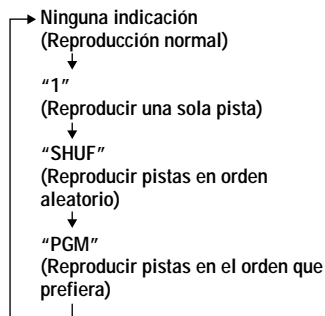 Ninguna indicación
(Reproducción normal)
“1”
(Reproducir una sola pista)
“SHUF”
(Reproducir pistas en orden
aleatorio)
“PGM”
(Reproducir pistas en el orden que
prefiera)